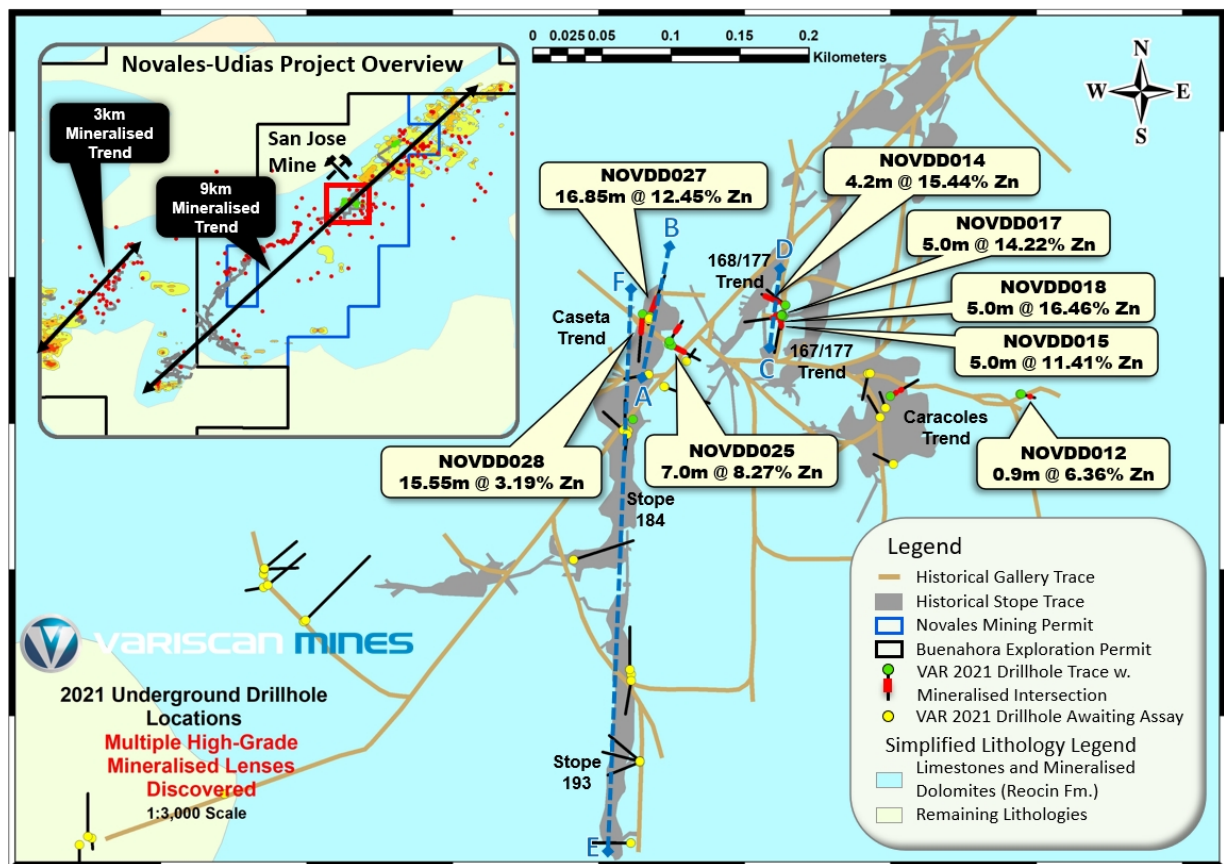 Novales-Udias Project Overview
3km
Mineralised
Trend
San Jose
Mine
9km
Mineralised
Trend
0 0.025 0.05 0.1 0.15 0.2
Kilometers
N
W E
S
NOVDD027
16.85m @ 12.45% Zn
NOVDD014
4.2m @ 15.44% Zn
NOVDD017
5.0m @ 14.22% Zn
NOVDD018
5.0m @ 16.46% Zn
NOVDD015
5.0m @ 11.41% Zn
B
D
F
168/177
Trend
Caseta
Trend
167/177
Trend
C
A
Caracoles
Trend
NOVDD028
15.55m @ 3.19% Zn
NOVDD025
7.0m @ 8.27% Zn
NOVDD012
0.9m @ 6.36% Zn
Stope
184
Stope
193
E
VARISCAN MINES
2021 Underground Drillhole
Locations
Multiple High-Grade
Mineralised Lenses
Discovered
1:3,000 Scale
Legend
Historical Gallery Trace
Historical Stope Trace
Novales Mining Permit
Buenahora Exploration Permit
VAR 2021 Drillhole Trace w.
Mineralised Intersection
VAR 2021 Drillhole Awaiting Assay
Simplified Lithology Legend
Limestones and Mineralised
Dolomites (Reocin Fm.)
Remaining Lithologies